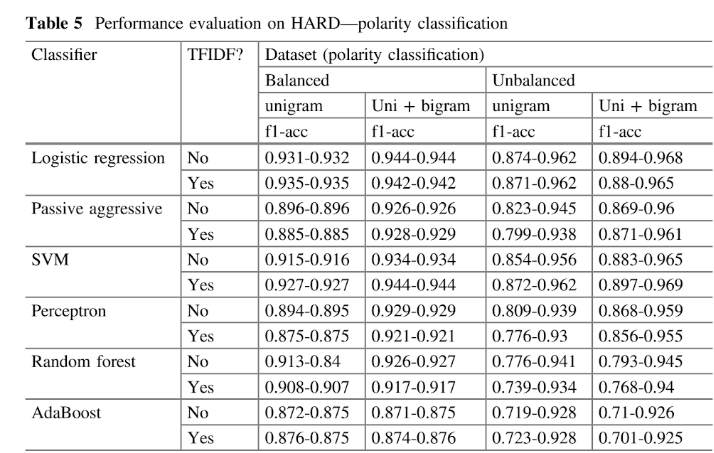 Table 5 Performance evaluation on HARD—polarity classification
Classifier TFIDF? Dataset (polarity classification)
Balanced Unbalanced
unigram Uni + bigram unigram Uni + bigram
f1-acc f1-acc f1-acc f1-acc
Logistic regression No 0.931-0.932 0.944-0.944 0.874-0.962 0.894-0.968
Yes 0.935-0.935 0.942-0.942 0.871-0.962 0.88-0.965
Passive aggressive No 0.896-0.896 0.926-0.926 0.823-0.945 0.869-0.96
Yes 0.885-0.885 0.928-0.929 0.799-0.938 0.871-0.961
SVM No 0.915-0.916 0.934-0.934 0.854-0.956 0.883-0.965
Yes 0.927-0.927 0.944-0.944 0.872-0.962 0.897-0.969
Perceptron No 0.894-0.895 0.929-0.929 0.809-0.939 0.868-0.959
Yes 0.875-0.875 0.921-0.921 0.776-0.93 0.856-0.955
Random forest No 0.913-0.84 0.926-0.927 0.776-0.941 0.793-0.945
Yes 0.908-0.907 0.917-0.917 0.739-0.934 0.768-0.94
AdaBoost No 0.872-0.875 0.871-0.875 0.719-0.928 0.71-0.926
Yes 0.876-0.875 0.874-0.876 0.723-0.928 0.701-0.925